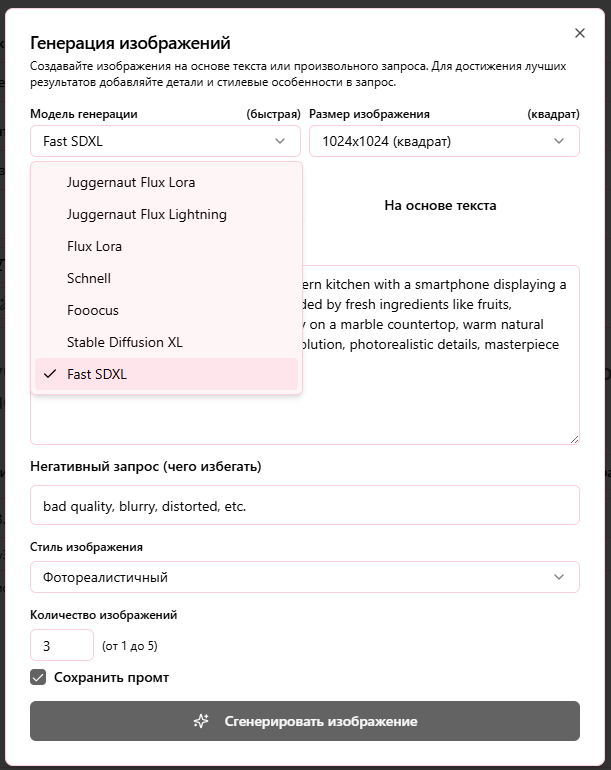 Генерация изображений
Создавайте изображения на основе текста или произвольного запроса. Для достижения лучших
результатов добавляйте детали и стилевые особенности в запрос.
Модель генерации (быстрая) Размер изображения (квадрат)
Fast SDXL 1024x1024 (квадрат)
Juggernaut Flux Lora
Juggernaut Flux Lightning
На основе текста
Flux Lora
Schnell
ern kitchen with a smartphone displaying a
Fooocus
ded by fresh ingredients like fruits,
on a marble countertop, warm natural
Stable Diffusion XL
olution, photorealistic details, masterpiece
Fast SDXL
Негативный запрос (чего избегать)
bad quality, blurry, distorted, etc.
Стиль изображения
Фотореалистичный
Количество изображений
3 (от 1 до 5)
Сохранить промт
Сгенерировать изображение